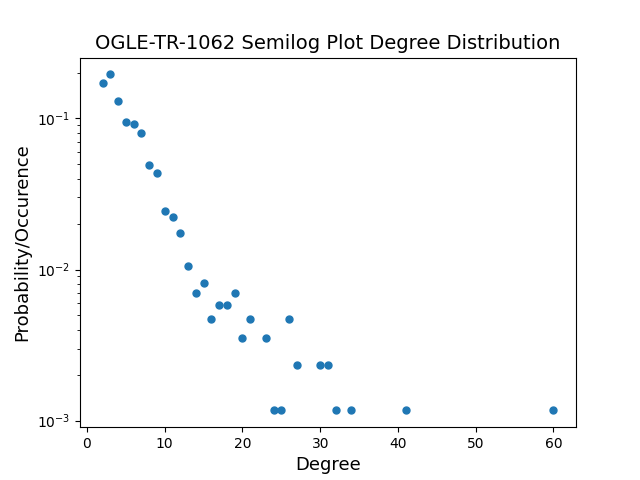 OGLE-TR-1062 Semilog Plot Degree Distribution
Probability/Occurence
10⁻¹
10⁻²
10⁻³
0 10 20 30 40 50 60
Degree